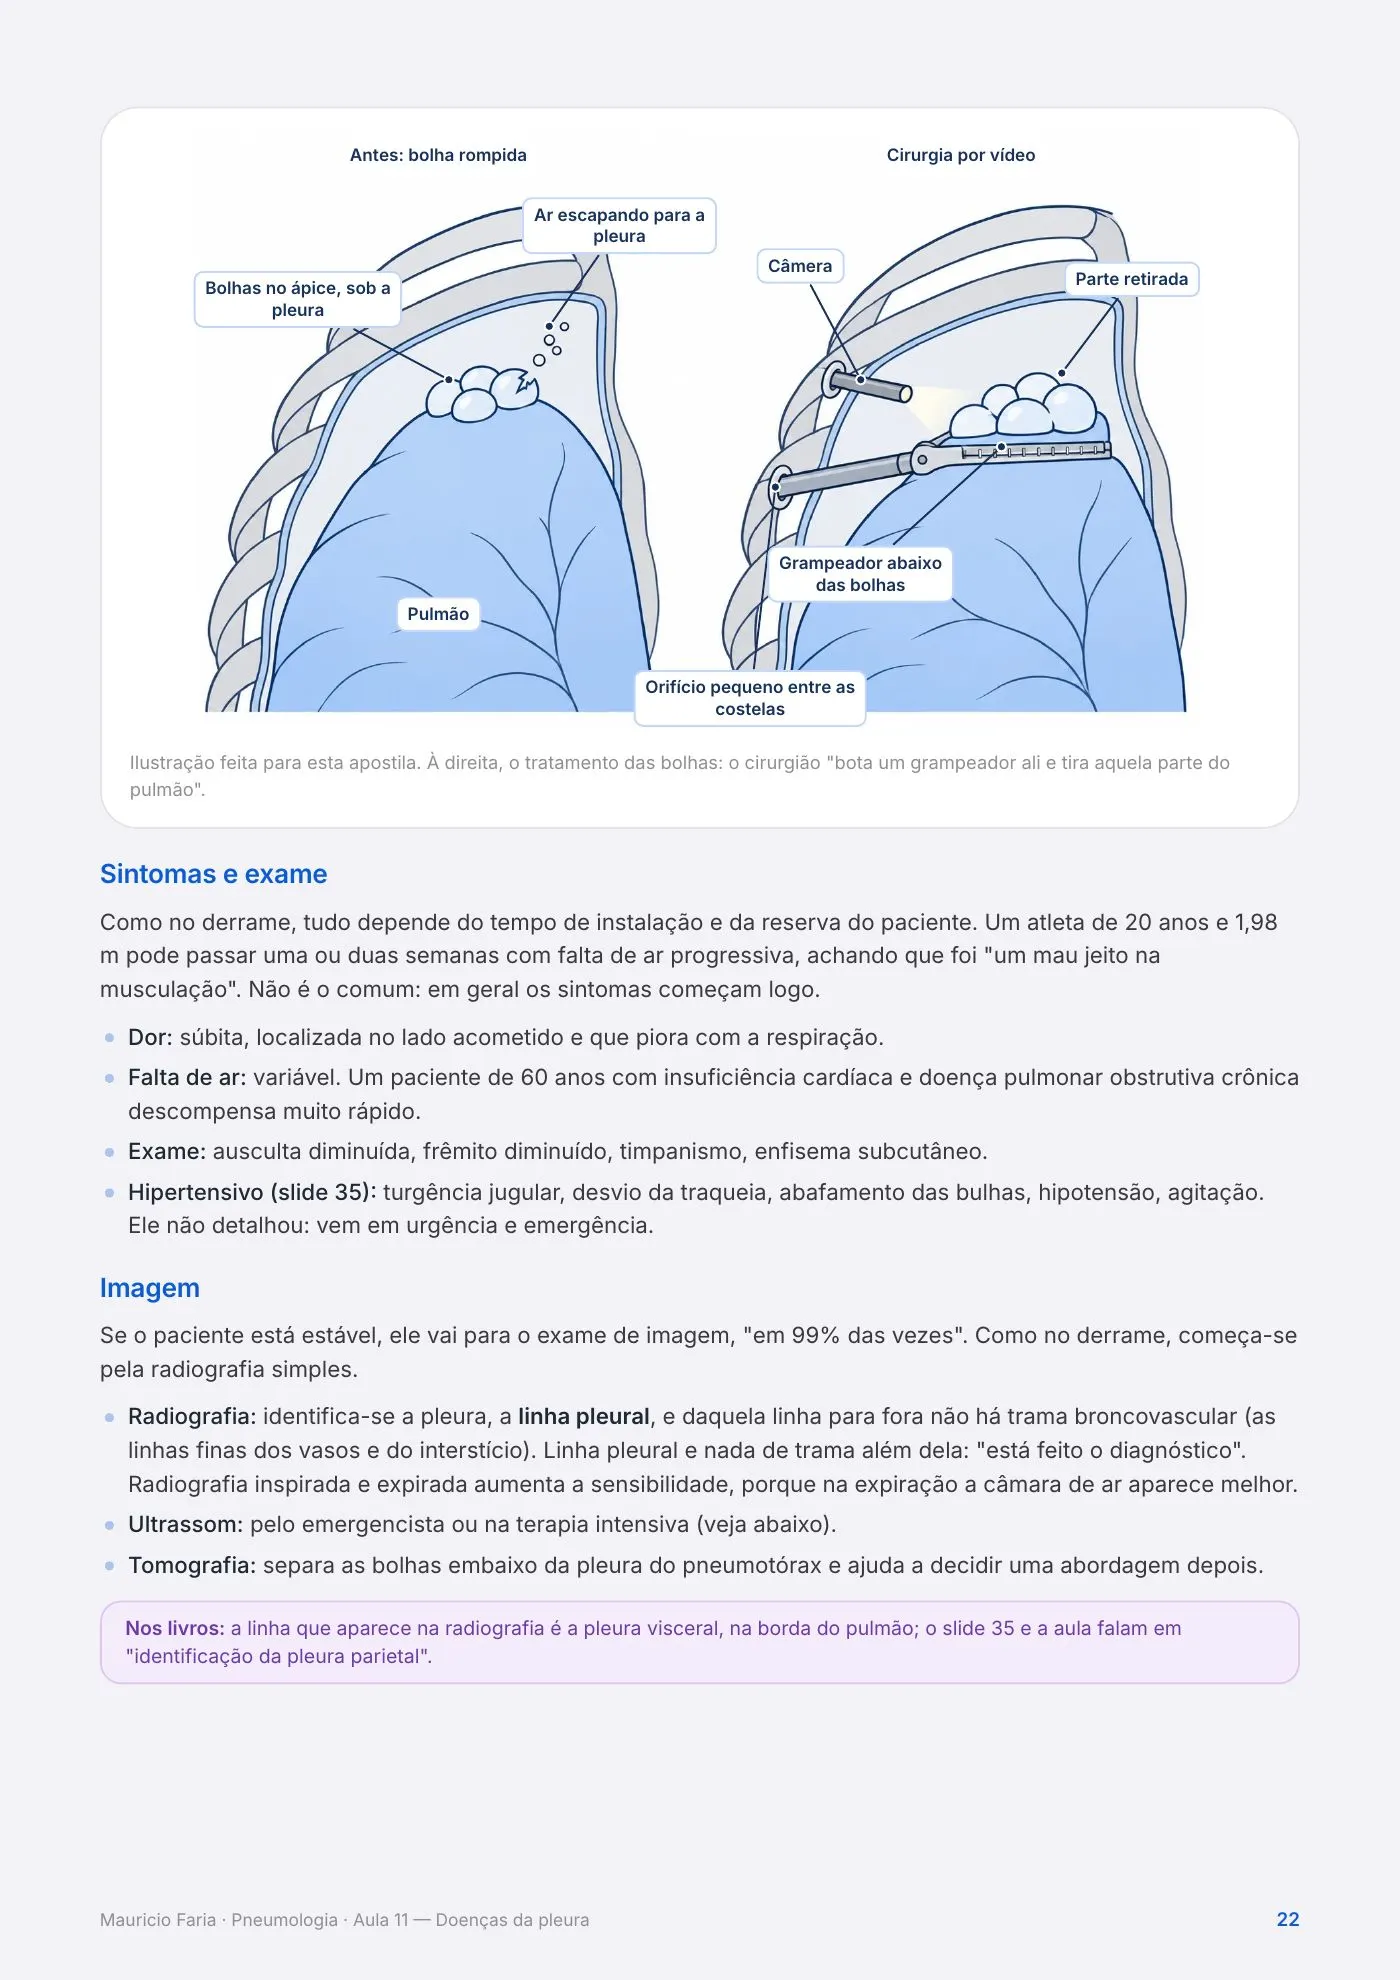 Antes: bolha rompida
Cirurgia por vídeo
Ar escapando para a
pleura
Câmera
Parte retirada
Bolhas no ápice, sob a
pleura
Grampeador abaixo
das bolhas
Pulmão
Orifício pequeno entre as
costelas
Ilustração feita para esta apostila. À direita, o tratamento das bolhas: o cirurgião "bota um grampeador ali e tira aquela parte do
pulmão".
Sintomas e exame
Como no derrame, tudo depende do tempo de instalação e da reserva do paciente. Um atleta de 20 anos e 1,98
m pode passar uma ou duas semanas com falta de ar progressiva, achando que foi "um mau jeito na
musculação". Não é o comum: em geral os sintomas começam logo.
• Dor: súbita, localizada no lado acometido e que piora com a respiração.
• Falta de ar: variável. Um paciente de 60 anos com insuficiência cardíaca e doença pulmonar obstrutiva crônica
descompensa muito rápido.
• Exame: ausculta diminuída, frêmito diminuído, timpanismo, enfisema subcutâneo.
• Hipertensivo (slide 35): turgência jugular, desvio da traqueia, abafamento das bulhas, hipotensão, agitação.
Ele não detalhou: vem em urgência e emergência.
Imagem
Se o paciente está estável, ele vai para o exame de imagem, "em 99% das vezes". Como no derrame, começa-se
pela radiografia simples.
• Radiografia: identifica-se a pleura, a linha pleural, e daquela linha para fora não há trama broncovascular (as
linhas finas dos vasos e do interstício). Linha pleural e nada de trama além dela: "está feito o diagnóstico".
Radiografia inspirada e expirada aumenta a sensibilidade, porque na expiração a câmara de ar aparece melhor.
• Ultrassom: pelo emergencista ou na terapia intensiva (veja abaixo).
• Tomografia: separa as bolhas embaixo da pleura do pneumotórax e ajuda a decidir uma abordagem depois.
Nos livros: a linha que aparece na radiografia é a pleura visceral, na borda do pulmão; o slide 35 e a aula falam em
"identificação da pleura parietal".
Mauricio Faria · Pneumologia · Aula 11 — Doenças da pleura
22